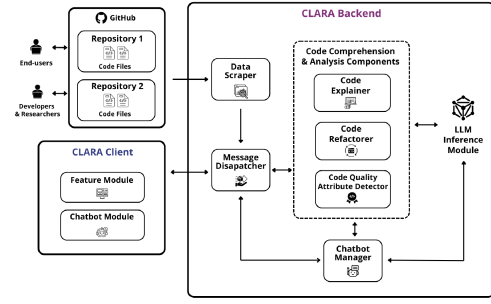 GitHub
Repository 1
Code Files
Repository 2
Code Files
End-users
Developers
& Researchers
CLARA Client
Feature Module
Chatbot Module
CLARA Backend
Data
Scraper
Message
Disapatcher
Code Comprehension
& Analysis Components
Code
Explainer
Code
Refactorer
Code Quality
Attribute Detector
Chatbot
Manager
LLM
Inference
Module